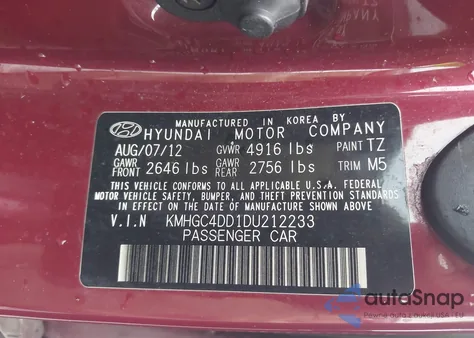 MANUFACTURED IN KOREA BY
HYUNDAI MOTOR COMPANY
AUG/07/12 GVWR 4916 lbs PAINT TZ
GAWR FRONT 2646 lbs GAWR REAR 2756 lbs TRIM M5
THIS VEHICLE CONFORMS TO ALL APPLICABLE U.S.A. FEDERAL
MOTOR VEHICLE SAFETY, BUMPER, AND THEFT PREVENTION STANDARDS
IN EFFECT ON THE DATE OF MANUFACTURE SHOWN ABOVE.
V.I.N KMHGC4DD1DU212233
PASSENGER CAR
autoSnap